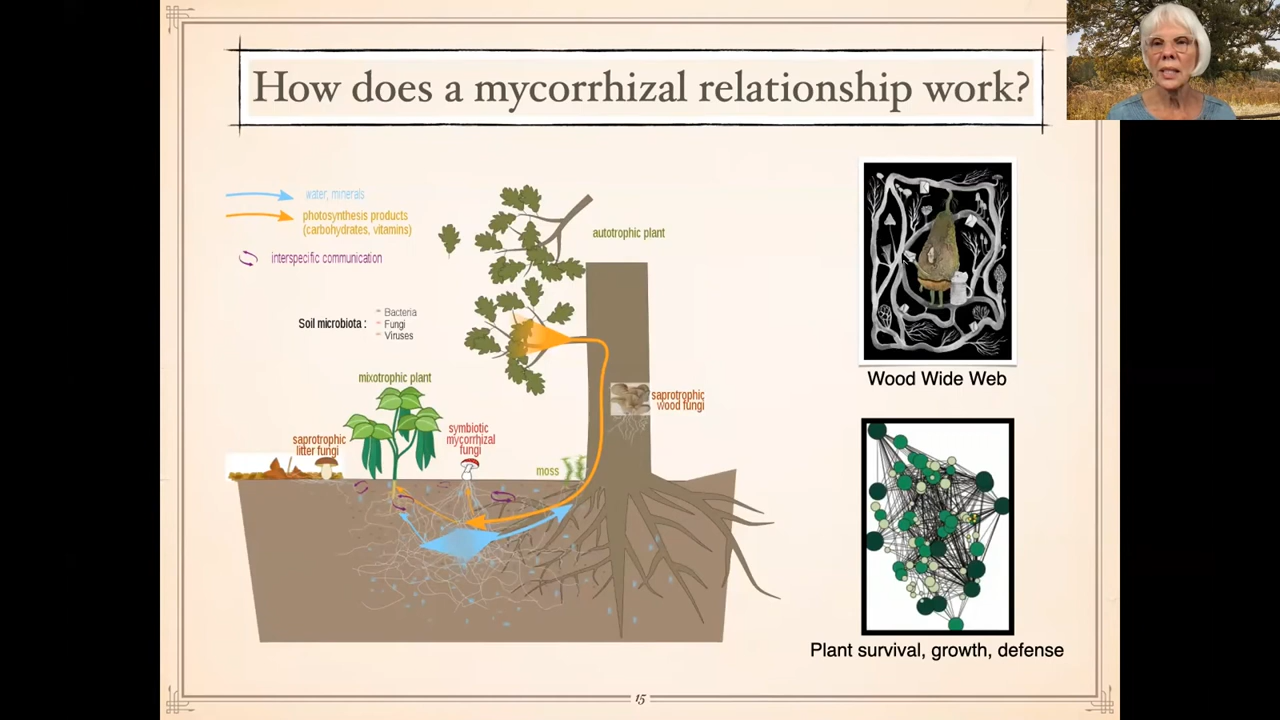 How does a mycorrhizal relationship work?
water, minerals
photosynthesis products
(carbohydrates, vitamins)
interspecific communication
autotrophic plant
Soil microbiota :
Bacteria
Fungi
Viruses
mixotrophic plant
saprotrophic
wood fungi
saprotrophic
litter fungi
symbiotic
mycorrhizal
fungi
moss
Wood Wide Web
Plant survival, growth, defense
15